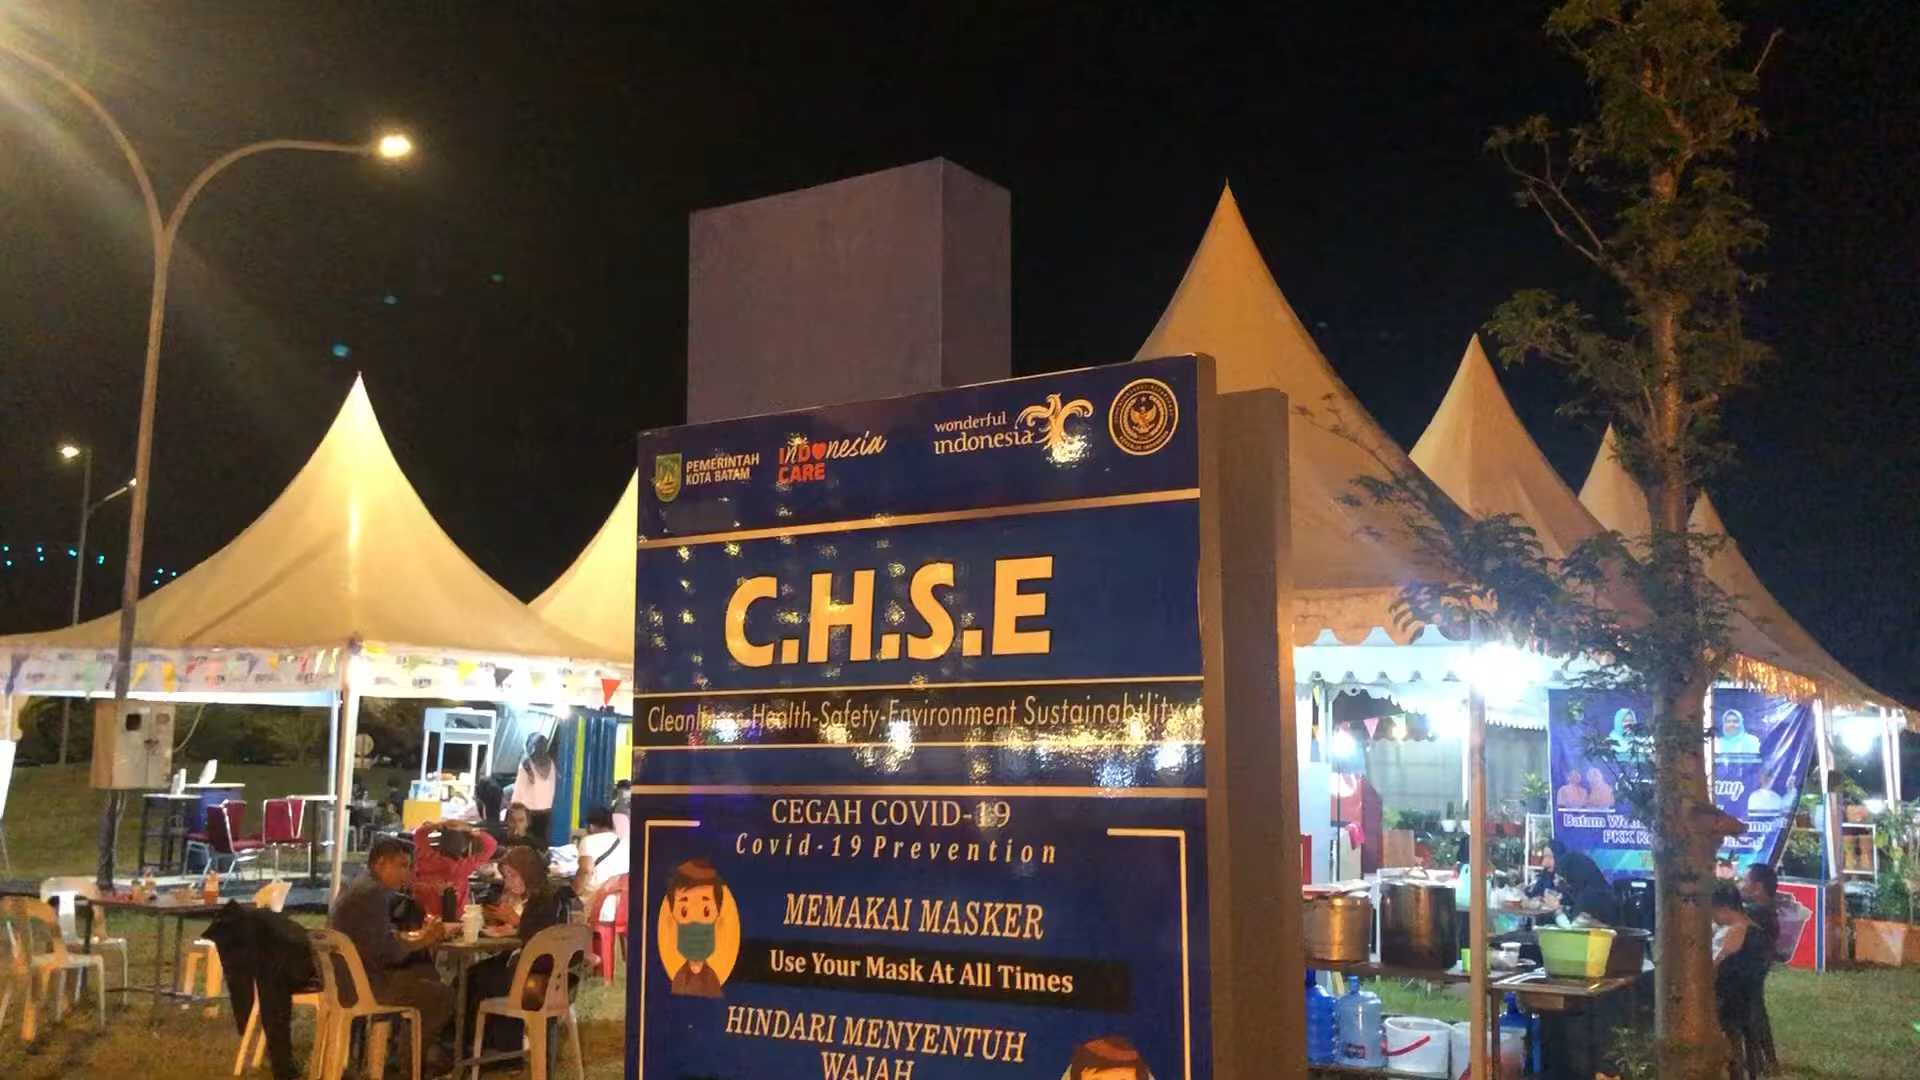 PEMERINTAH
KOTA BATAM
INDONESIA
CARE
wonderful
indonesia
C.H.S.E
Cleanliness-Health-Safety-Environment Sustainability
CEGAH COVID-19
Covid-19 Prevention
MEMAKAI MASKER
Use Your Mask At All Times
HINDARI MENYENTUH
WAJAH
Batam
PKK